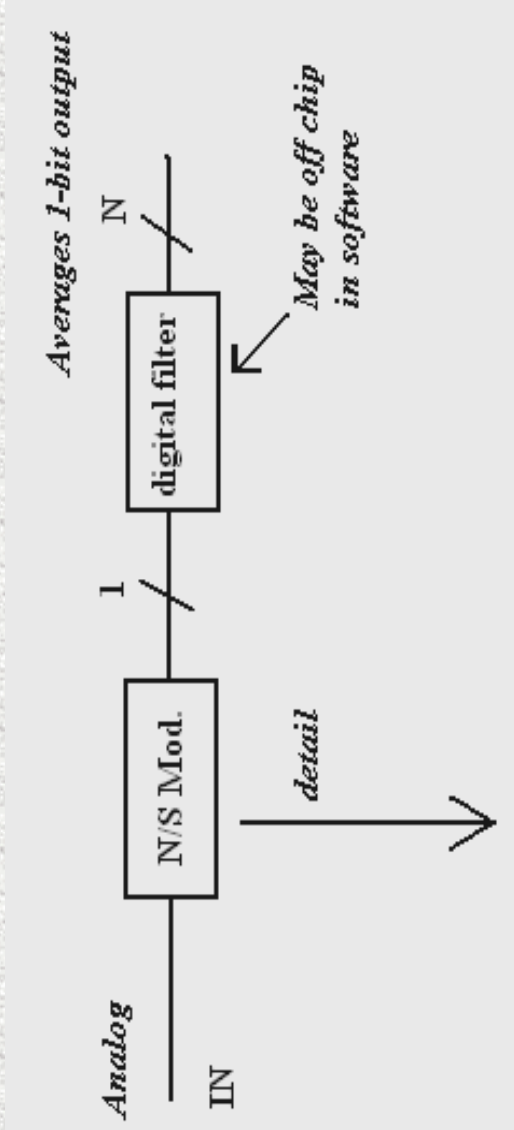 Analog
IN
N/S Mod.
detail
1
digital filter
May be off chip
in software
N
Averages 1-bit output